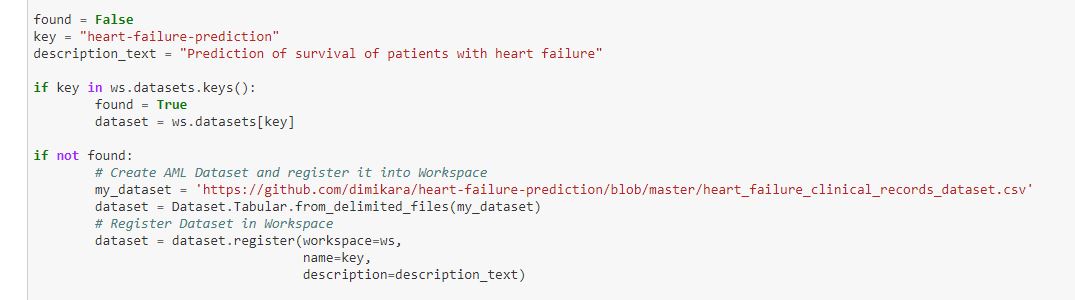 found = False
key = "heart-failure-prediction"
description_text = "Prediction of survival of patients with heart failure"
if key in ws.datasets.keys():
        found = True
        dataset = ws.datasets[key]
if not found:
        # Create AML Dataset and register it into Workspace
        my_dataset = 'https://github.com/dimikara/heart-failure-prediction/blob/master/heart_failure_clinical_records_dataset.csv'
        dataset = Dataset.Tabular.from_delimited_files(my_dataset)
        # Register Dataset in Workspace
        dataset = dataset.register(workspace=ws,
                                   name=key,
                                   description=description_text)